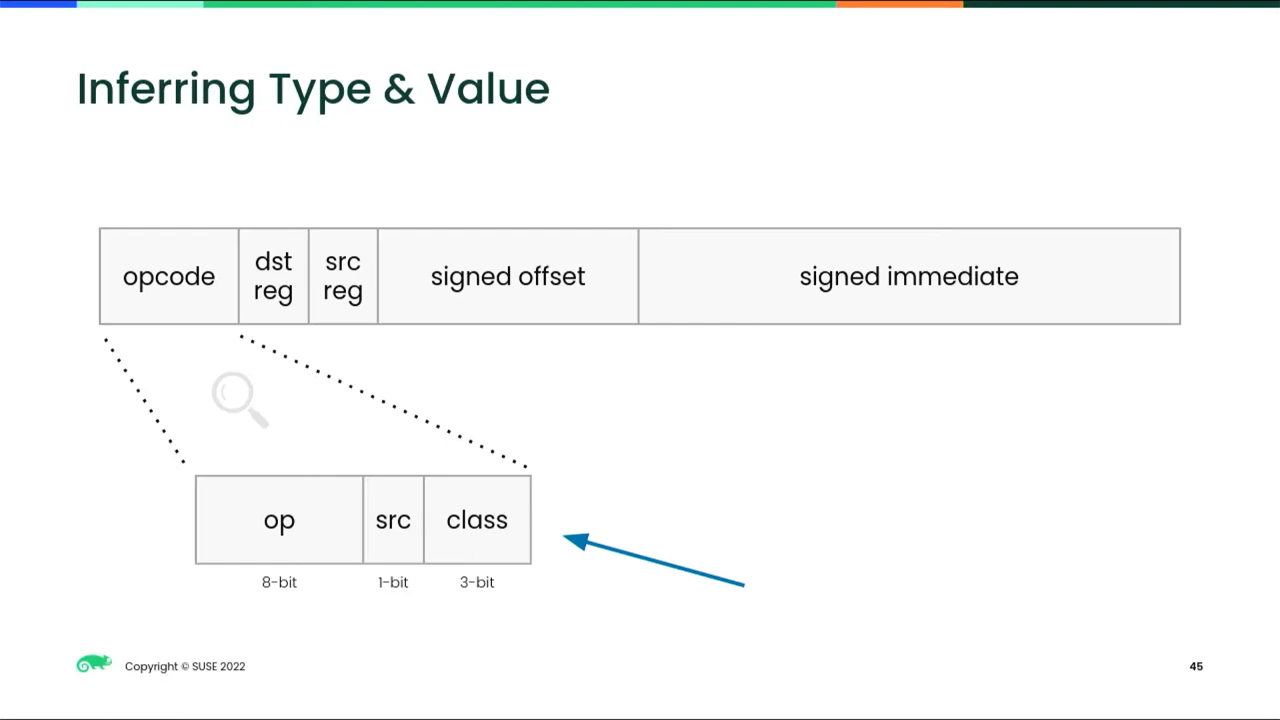 Inferring Type & Value
opcode
dst
reg
src
reg
signed offset
signed immediate
op
src
class
8-bit
1-bit
3-bit
Copyright © SUSE 2022
45